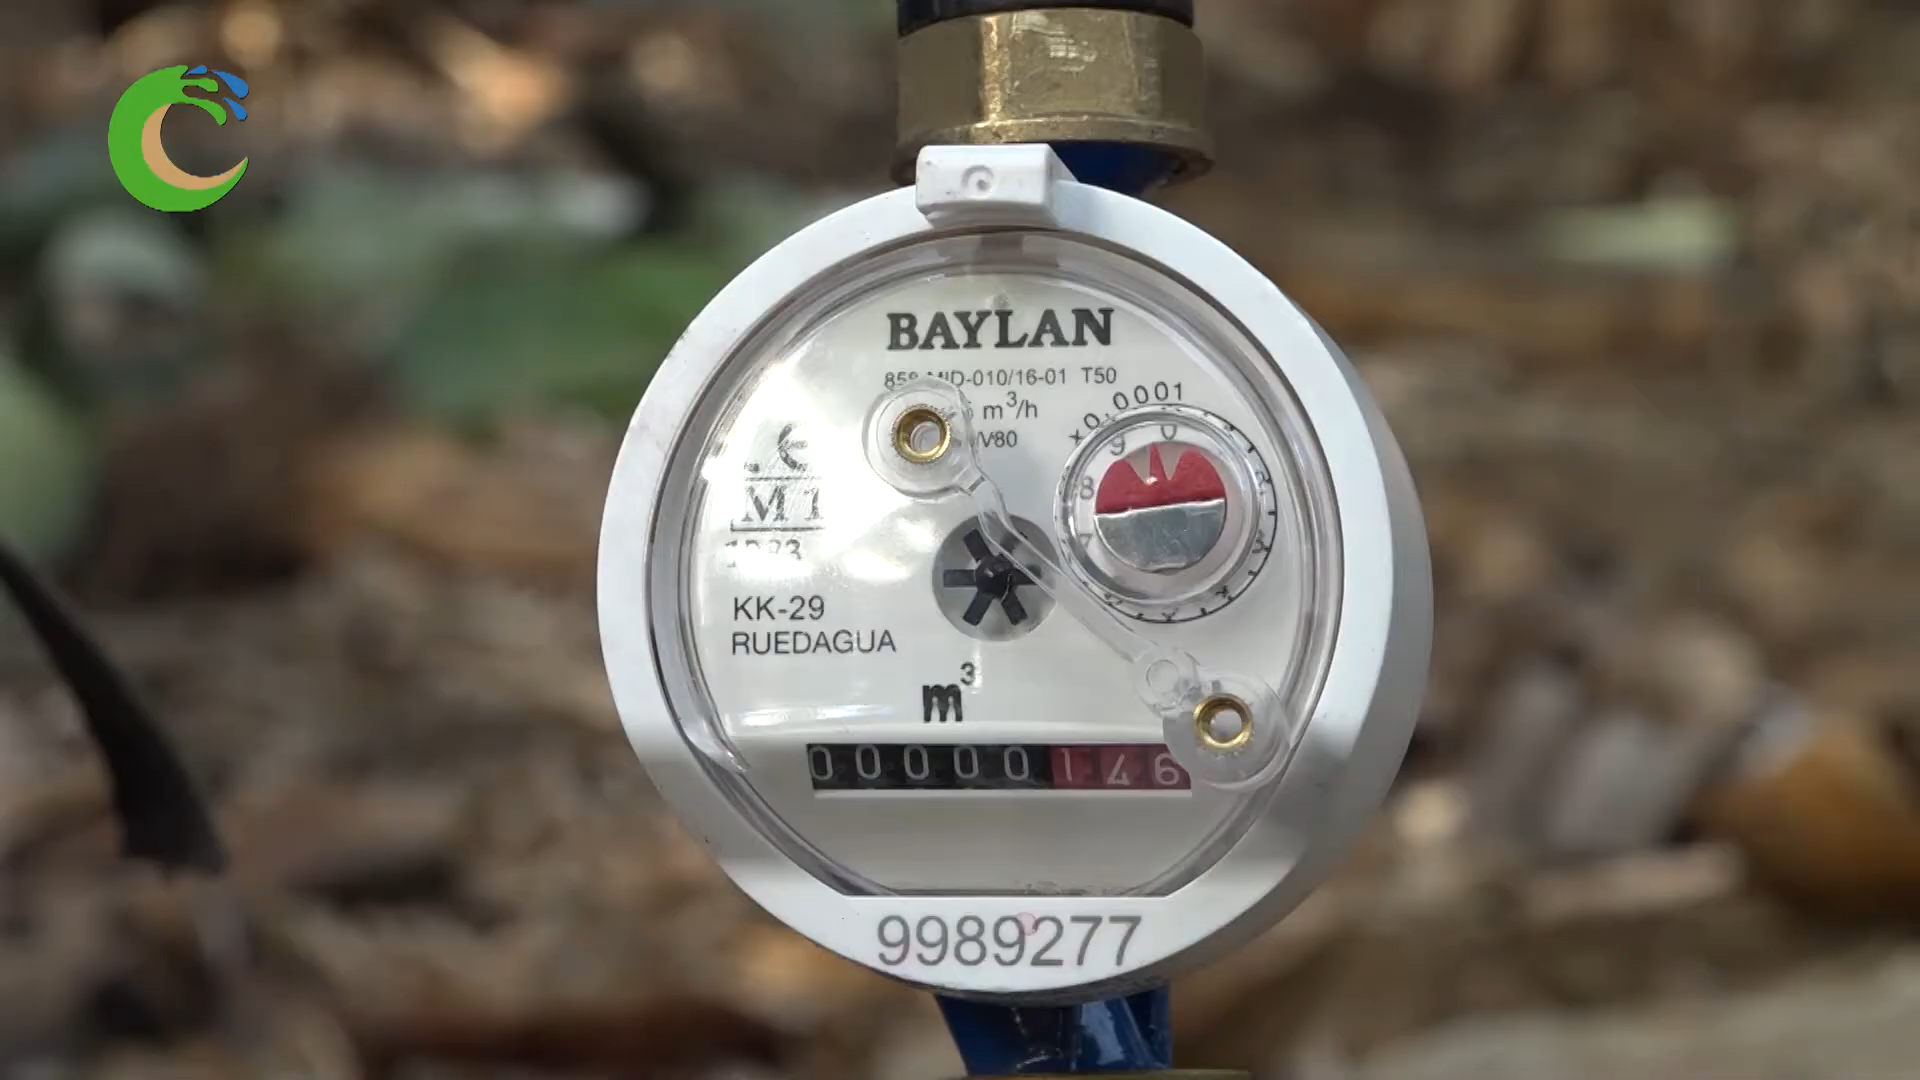 BAYLAN
MID-010/16-01 T50
m³/h
x0.0001
9 0
8
7
M 1
KK-29
RUEDAGUA
m³
00000146
9989277